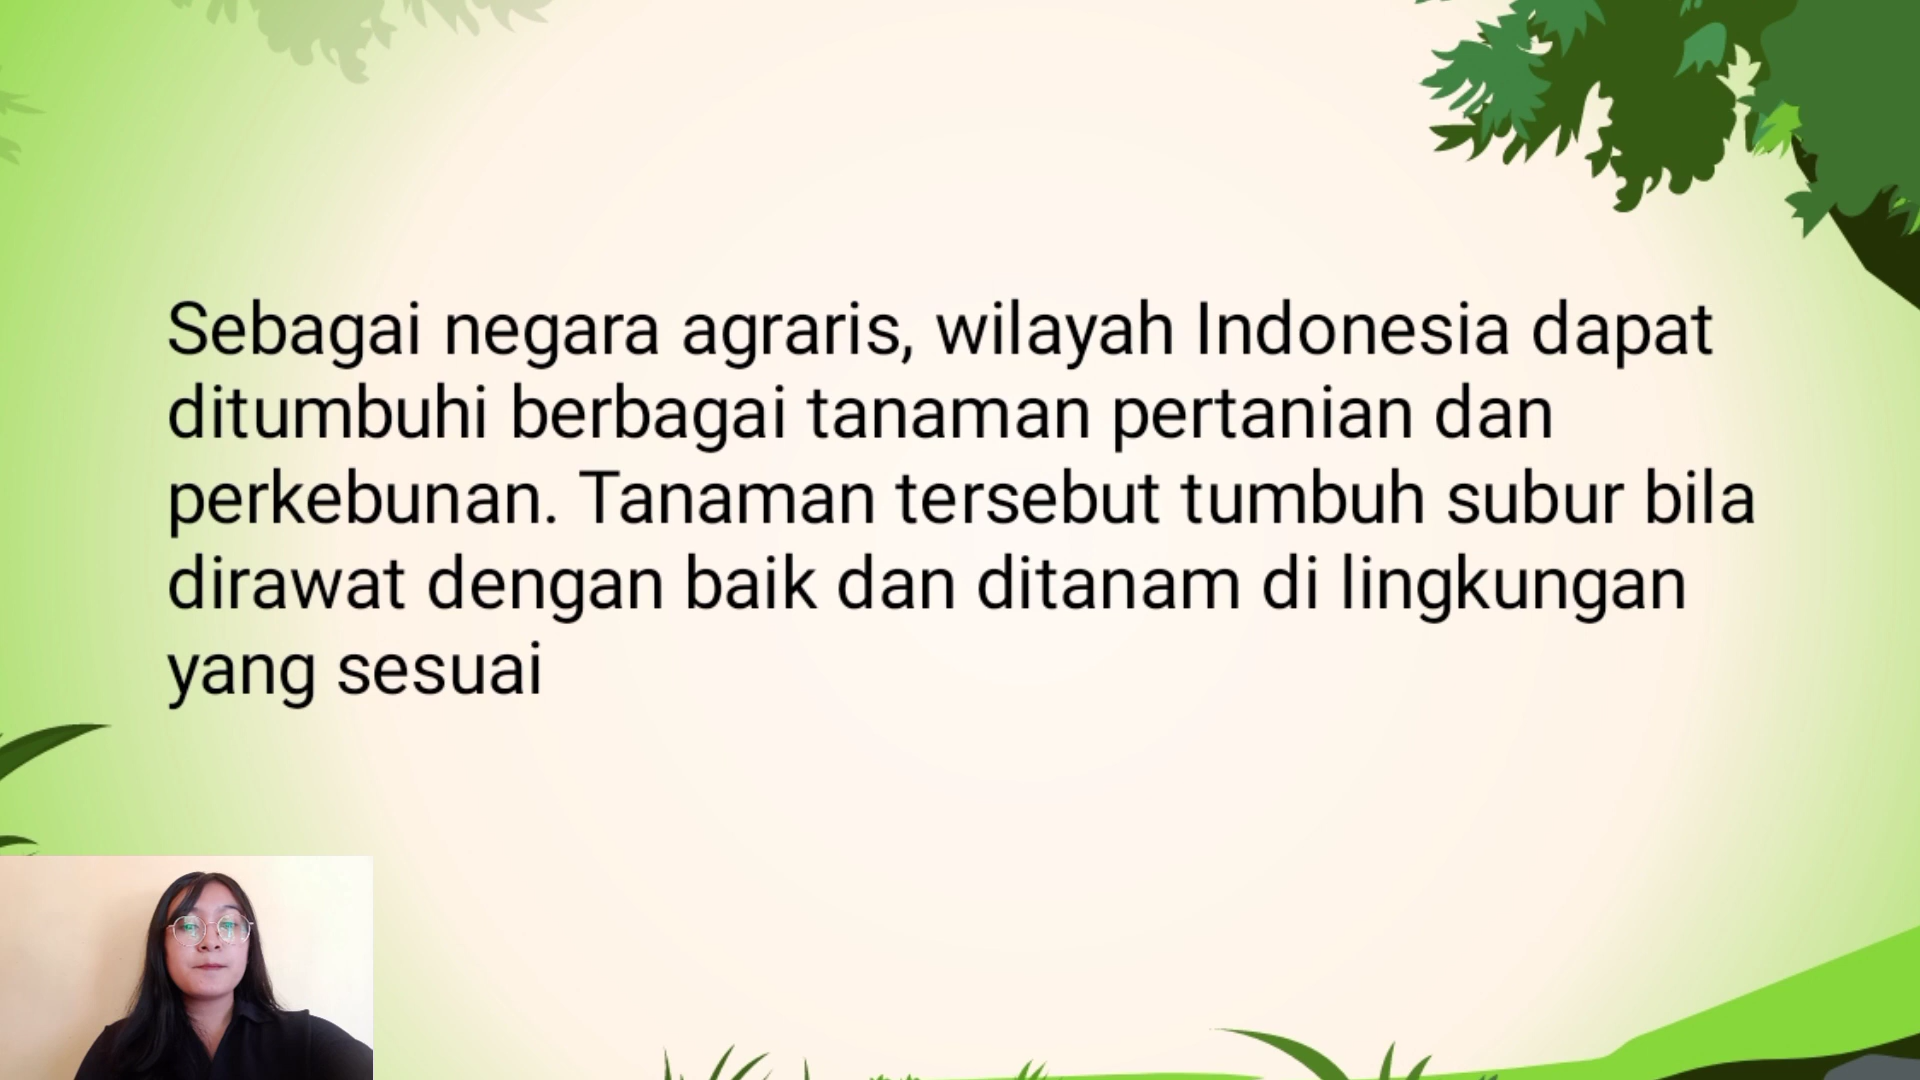 Sebagai negara agraris, wilayah Indonesia dapat
ditumbuhi berbagai tanaman pertanian dan
perkebunan. Tanaman tersebut tumbuh subur bila
dirawat dengan baik dan ditanam di lingkungan
yang sesuai